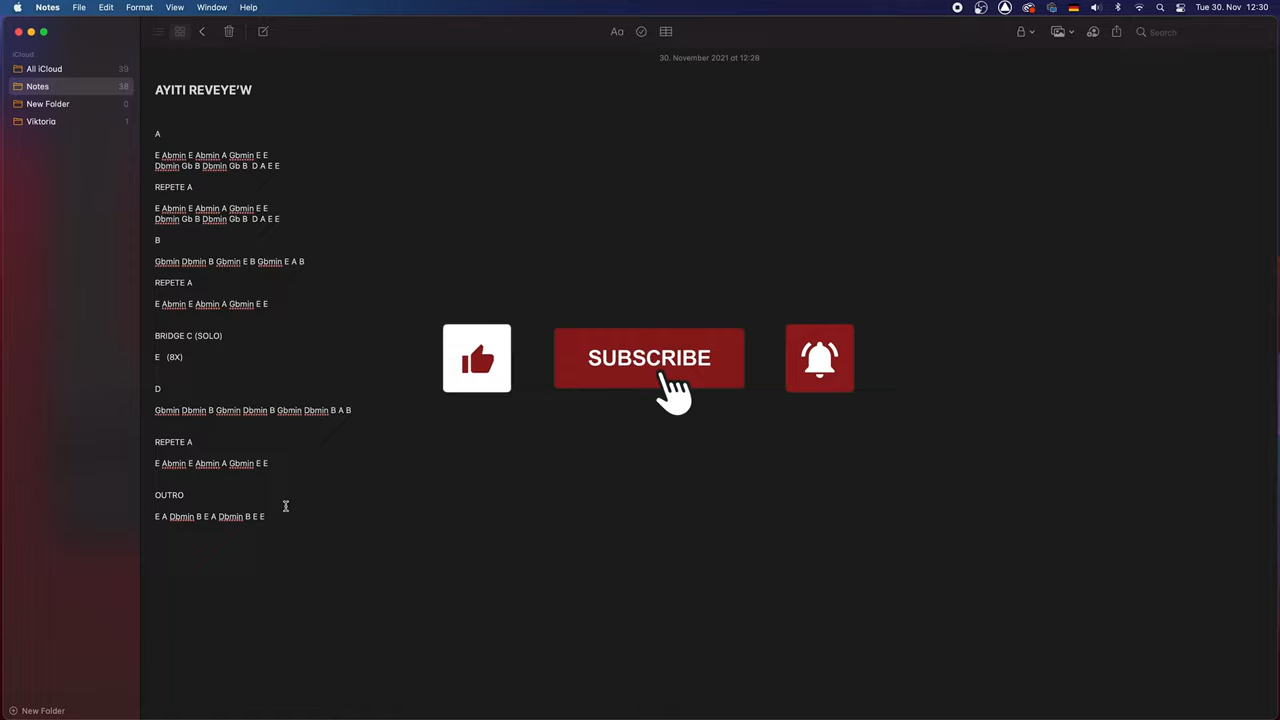 Notes File Edit Format View Window Help
Tue 30. Nov 12:30
Aa
Search
iCloud
All iCloud 39
Notes 38
New Folder 0
Viktoria 1
30. November 2021 at 12:28
AYITI REVEYE'W
A
E Abmin E Abmin A Gbmin E E
Dbmin Gb B Dbmin Gb B D A E E
REPETE A
E Abmin E Abmin A Gbmin E E
Dbmin Gb B Dbmin Gb B D A E E
B
Gbmin Dbmin B Gbmin E B Gbmin E A B
REPETE A
E Abmin E Abmin A Gbmin E E
BRIDGE C (SOLO)
E (8X)
D
Gbmin Dbmin B Gbmin Dbmin B Gbmin Dbmin B A B
REPETE A
E Abmin E Abmin A Gbmin E E
OUTRO
E A Dbmin B E A Dbmin B E E
SUBSCRIBE
New Folder